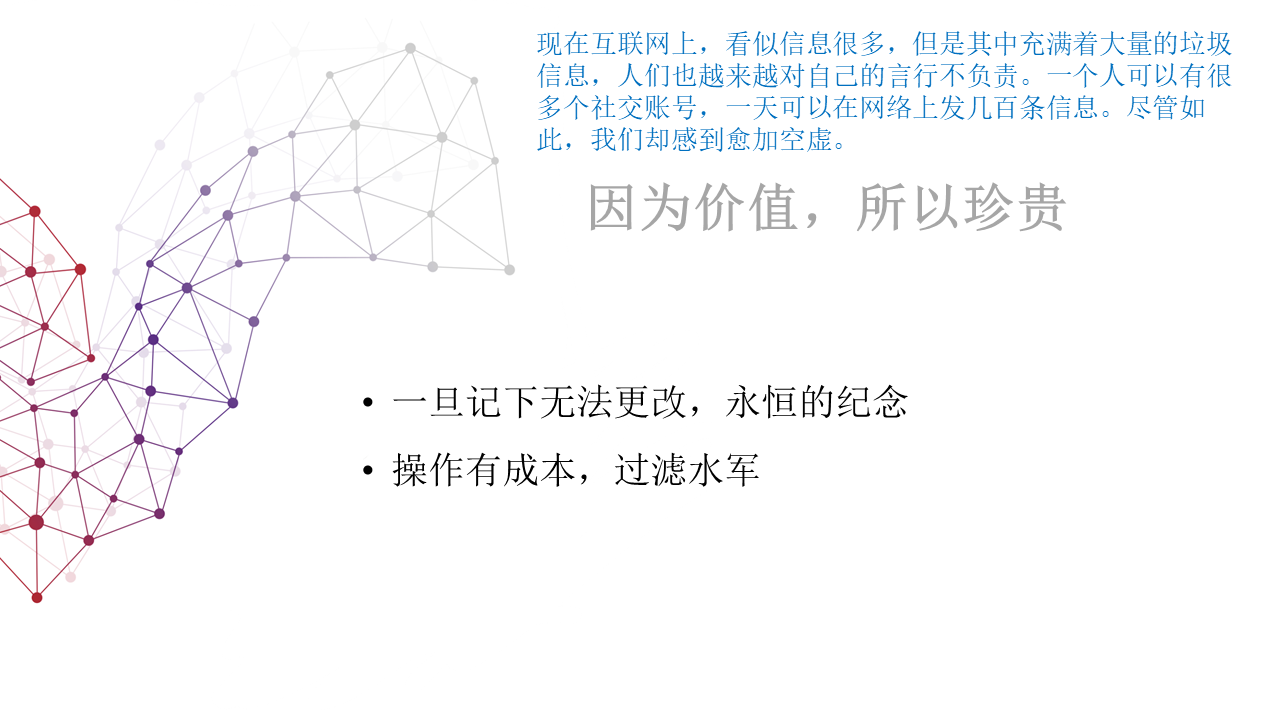 现在互联网上，看似信息很多，但是其中充满着大量的垃圾
信息，人们也越来越对自己的言行不负责。一个人可以有很
多个社交账号，一天可以在网络上发几百条信息。尽管如
此，我们却感到愈加空虚。
因为价值，所以珍贵
• 一旦记下无法更改，永恒的纪念
• 操作有成本，过滤水军